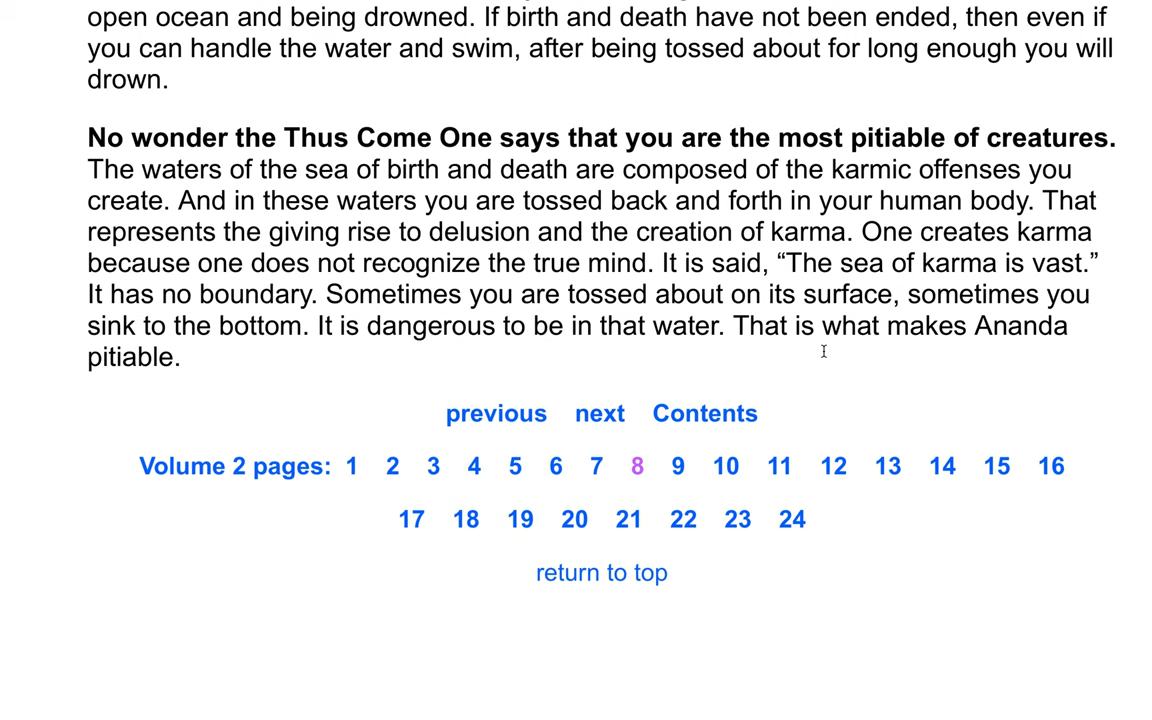 open ocean and being drowned. If birth and death have not been ended, then even if
you can handle the water and swim, after being tossed about for long enough you will
drown.
No wonder the Thus Come One says that you are the most pitiable of creatures.
The waters of the sea of birth and death are composed of the karmic offenses you
create. And in these waters you are tossed back and forth in your human body. That
represents the giving rise to delusion and the creation of karma. One creates karma
because one does not recognize the true mind. It is said, “The sea of karma is vast.”
It has no boundary. Sometimes you are tossed about on its surface, sometimes you
sink to the bottom. It is dangerous to be in that water. That is what makes Ananda
pitiable.
previous next Contents
Volume 2 pages: 1 2 3 4 5 6 7 8 9 10 11 12 13 14 15 16
17 18 19 20 21 22 23 24
return to top